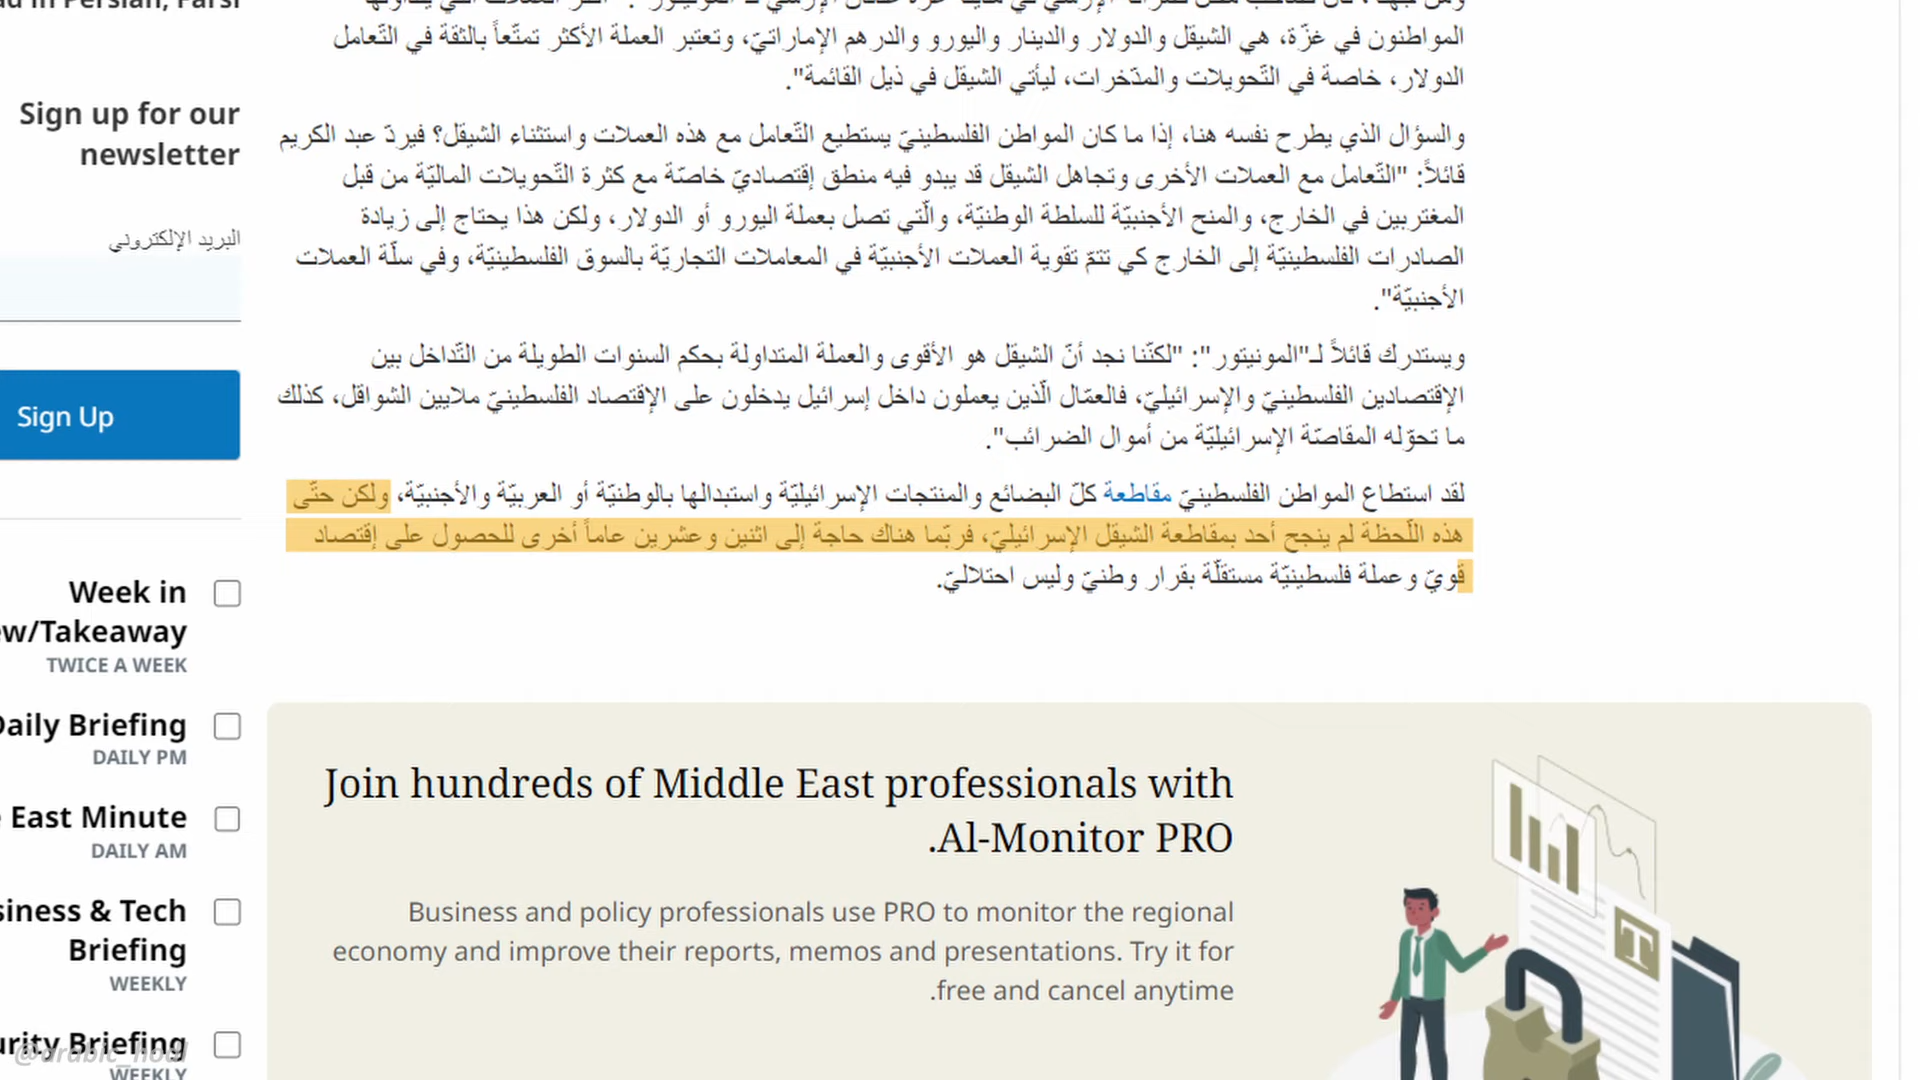 المواطنون في غزّة، هي الشيقل والدولار والدينار واليورو والدرهم الإماراتيّ، وتعتبر العملة الأكثر تمتّعاً بالثقة في التّعامل
الدولار، خاصة في التّحويلات والمدّخرات، ليأتي الشيقل في ذيل القائمة".
والسؤال الذي يطرح نفسه هنا، إذا ما كان المواطن الفلسطينيّ يستطيع التّعامل مع هذه العملات واستثناء الشيقل؟ فيردّ عبد الكريم
قائلاً: "التّعامل مع العملات الأخرى وتجاهل الشيقل قد يبدو فيه منطق إقتصاديّ خاصّة مع كثرة التّحويلات الماليّة من قبل
المغتربين في الخارج، والمنح الأجنبيّة للسلطة الوطنيّة، والّتي تصل بعملة اليورو أو الدولار، ولكن هذا يحتاج إلى زيادة
الصادرات الفلسطينيّة إلى الخارج كي تتمّ تقوية العملات الأجنبيّة في المعاملات التجاريّة بالسوق الفلسطينيّة، وفي سلّة العملات
الأجنبيّة".
ويستدرك قائلاً لـ"المونيتور": "لكنّنا نجد أنّ الشيقل هو الأقوى والعملة المتداولة بحكم السنوات الطويلة من التّداخل بين
الإقتصادين الفلسطينيّ والإسرائيليّ، فالعمّال الّذين يعملون داخل إسرائيل يدخلون على الإقتصاد الفلسطينيّ ملايين الشواقل، كذلك
ما تحوّله المقاصّة الإسرائيليّة من أموال الضرائب".
لقد استطاع المواطن الفلسطينيّ مقاطعة كلّ البضائع والمنتجات الإسرائيليّة واستبدالها بالوطنيّة أو العربيّة والأجنبيّة، ولكن حتّى
هذه اللّحظة لم ينجح أحد بمقاطعة الشيقل الإسرائيليّ، فربّما هناك حاجة إلى اثنين وعشرين عاماً أخرى للحصول على إقتصاد
قويّ وعملة فلسطينيّة مستقلّة بقرار وطنيّ وليس احتلاليّ.
in Persian, Farsi
Sign up for our
newsletter
البريد الإلكتروني
Sign Up
Week in
/Takeaway
TWICE A WEEK
Daily Briefing
DAILY PM
East Minute
DAILY AM
& Tech
Briefing
WEEKLY
Briefing
WEEKLY
@arabic_hodl
Join hundreds of Middle East professionals with
.Al-Monitor PRO
Business and policy professionals use PRO to monitor the regional
economy and improve their reports, memos and presentations. Try it for
.free and cancel anytime
T